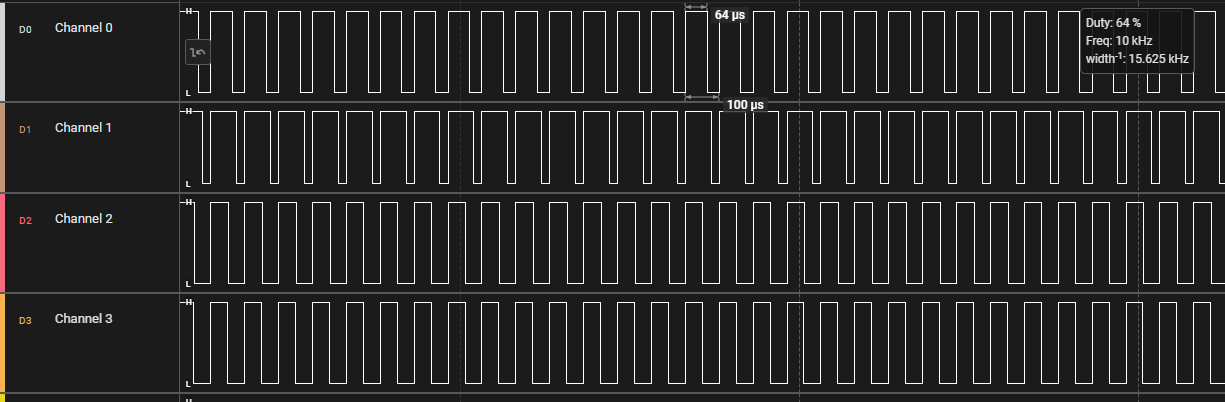 D0 Channel 0
H
L
64 µs
Duty: 64 %
Freq: 10 kHz
width⁻¹: 15.625 kHz
100 µs
D1 Channel 1
H
L
D2 Channel 2
H
L
D3 Channel 3
H
L
H